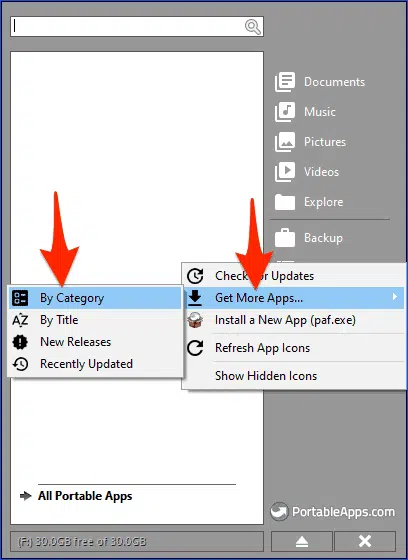 Documents
Music
Pictures
Videos
Explore
Backup
Check for Updates
Get More Apps...
Install a New App (paf.exe)
Refresh App Icons
Show Hidden Icons
By Category
By Title
New Releases
Recently Updated
All Portable Apps
PortableApps.com
(F:) 30.0GB free of 30.0GB